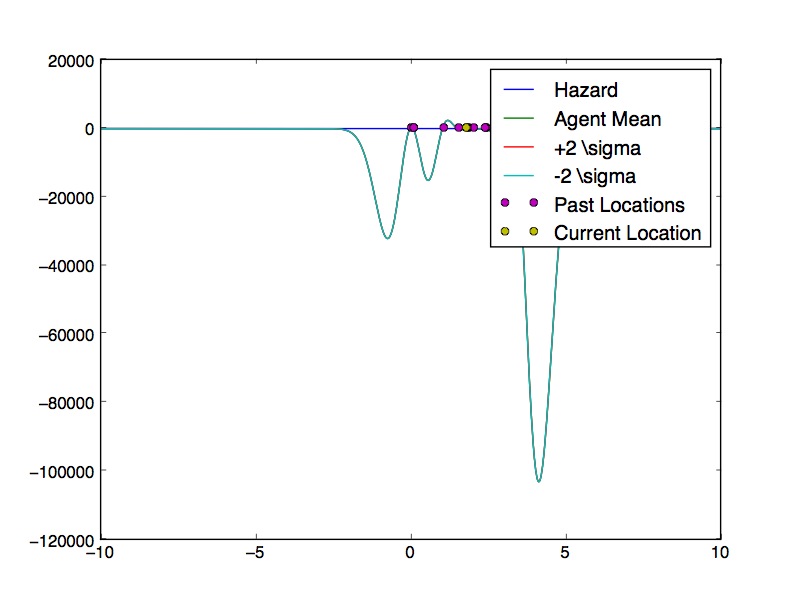 20000
0
−20000
−40000
−60000
−80000
−100000
−120000
−10
−5
0
5
10
Hazard
Agent Mean
+2 \sigma
-2 \sigma
Past Locations
Current Location